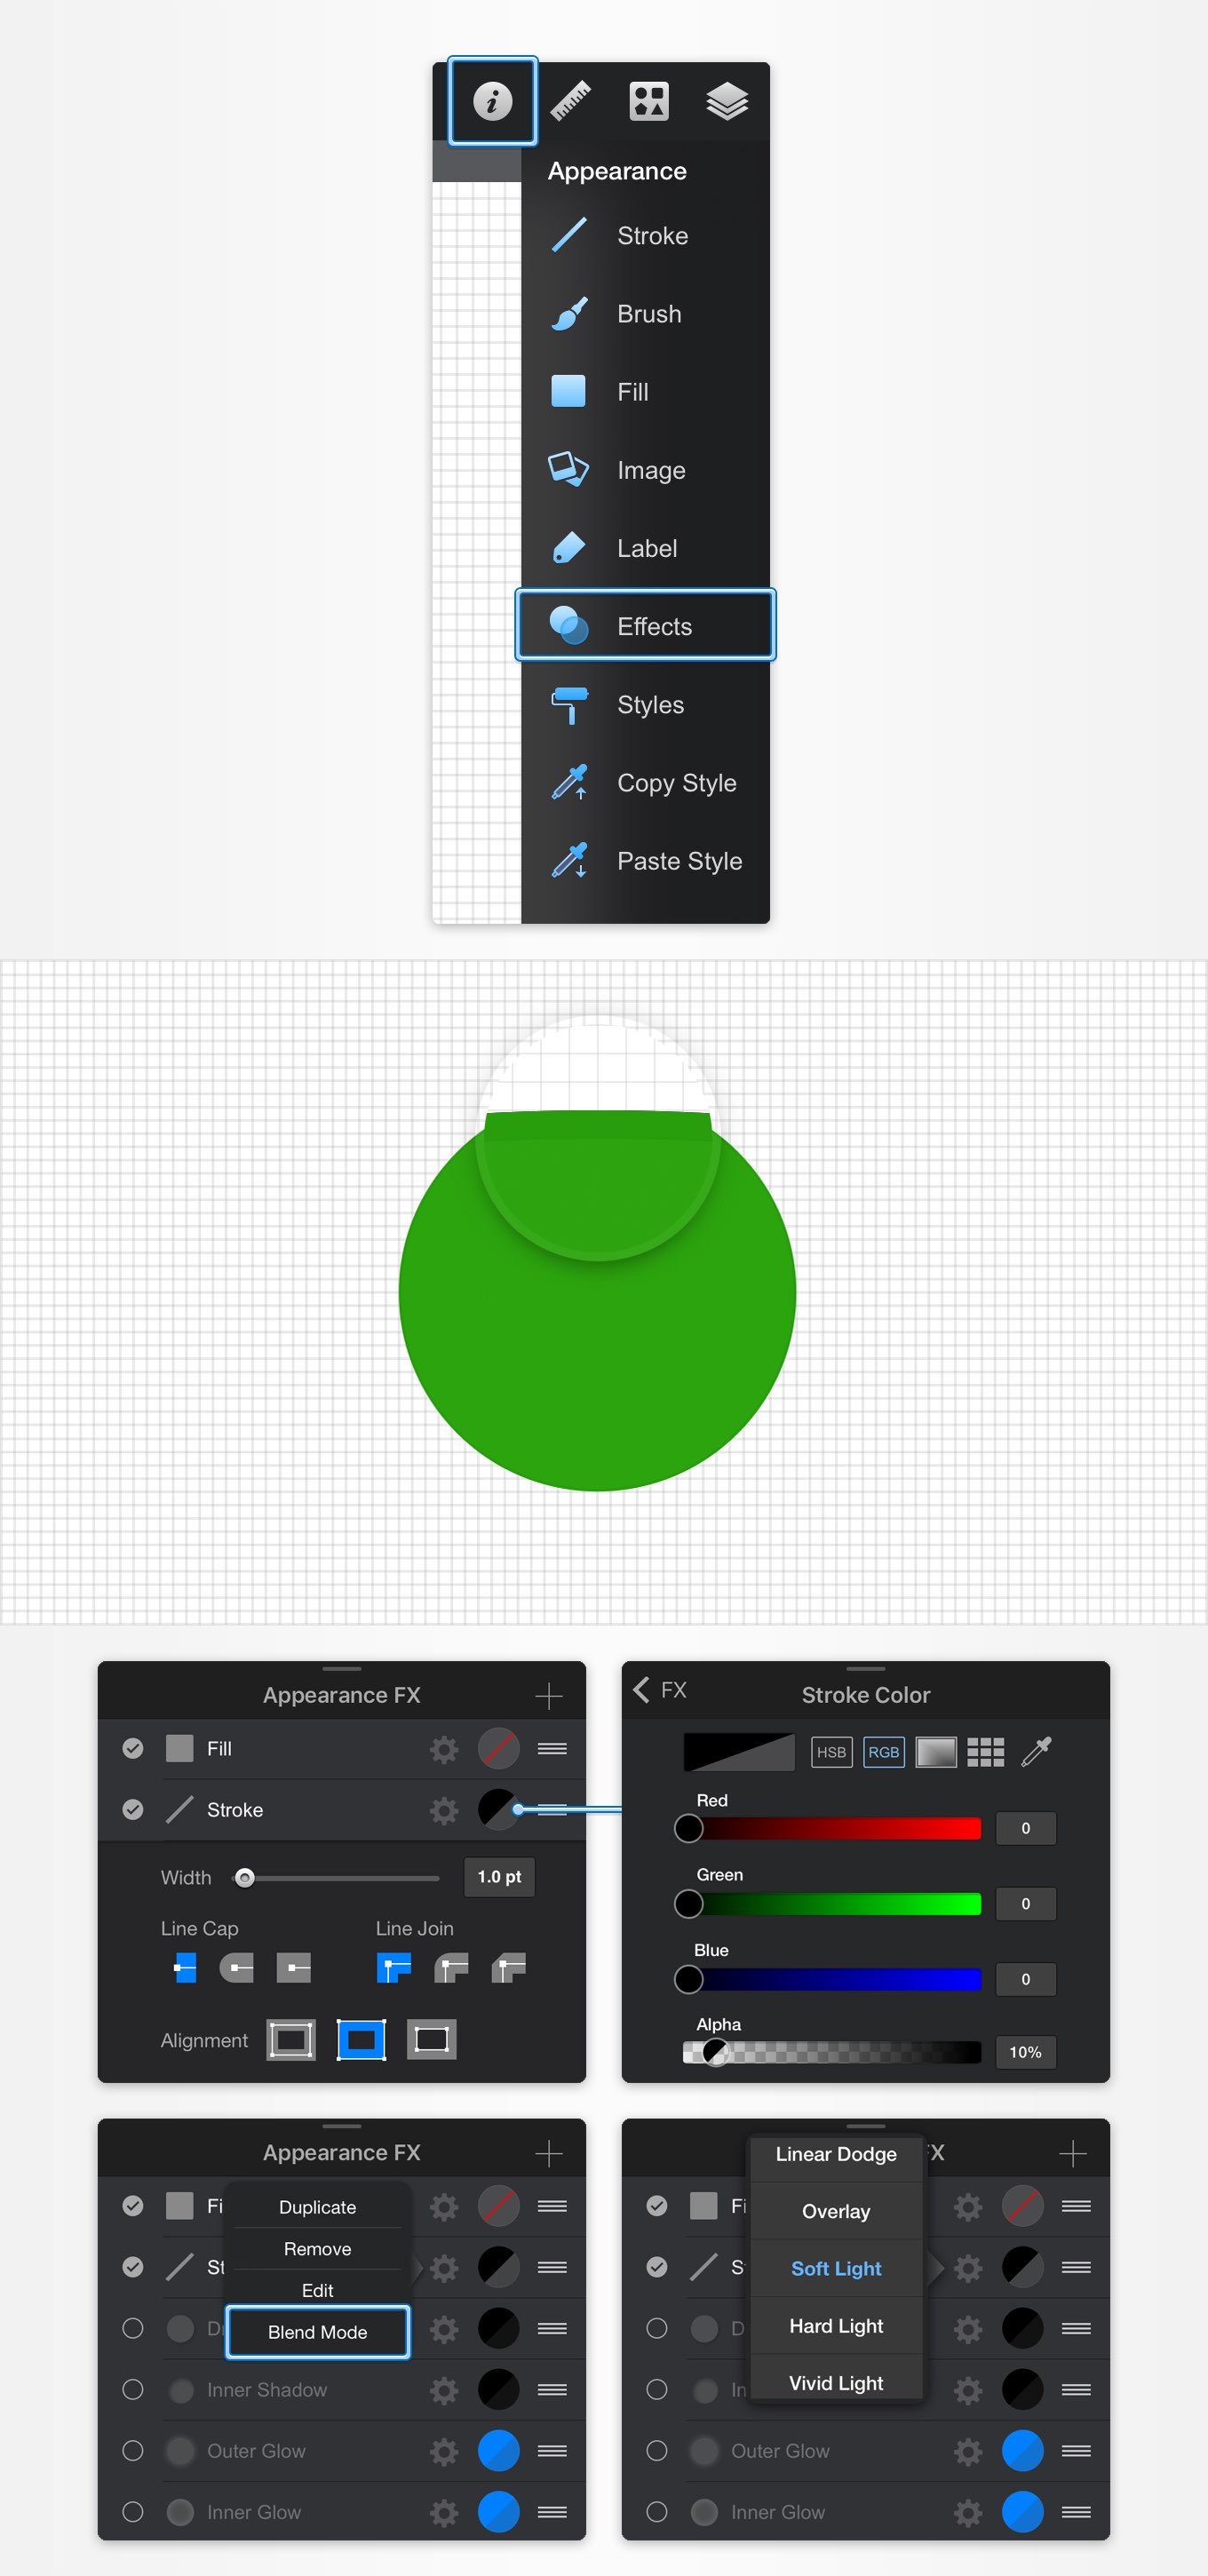 Appearance
Stroke
Brush
Fill
Image
Label
Effects
Styles
Copy Style
Paste Style
Appearance FX
Fill
Stroke
Width
1.0 pt
Line Cap
Line Join
Alignment
FX
Stroke Color
HSB
RGB
Red
0
Green
0
Blue
0
Alpha
10%
Appearance FX
Fi
Duplicate
Remove
St
Edit
D
Blend Mode
Inner Shadow
Outer Glow
Inner Glow
X
Linear Dodge
Fi
Overlay
S
Soft Light
D
Hard Light
In
Vivid Light
Outer Glow
Inner Glow